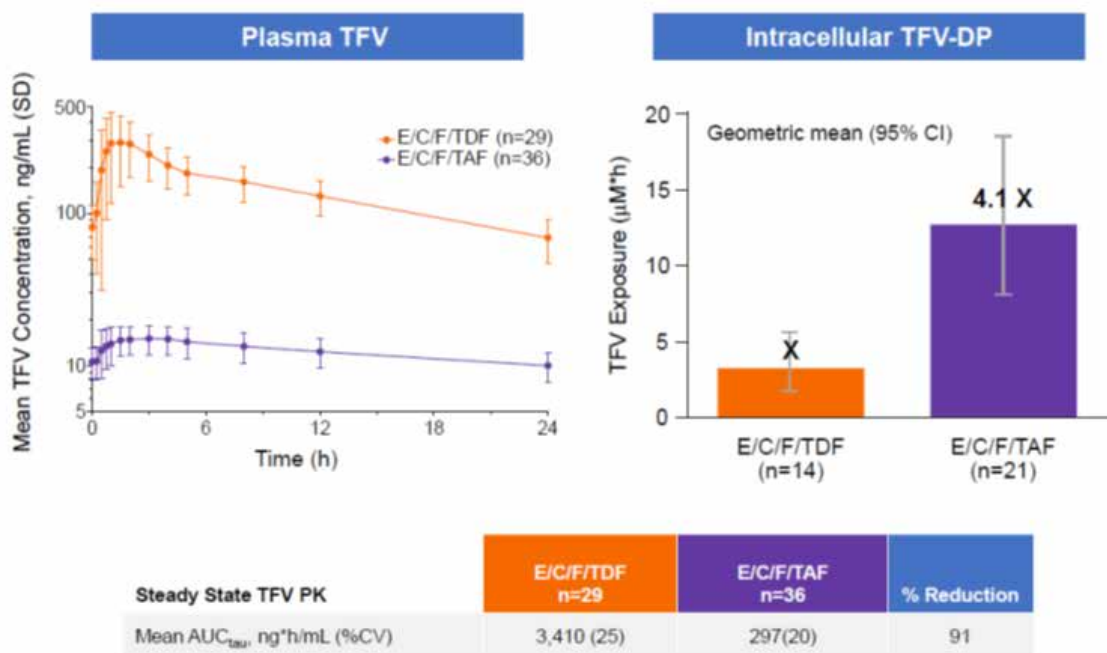 Plasma TFV
Mean TFV Concentration, ng/mL (SD)
500
100
10
5
E/C/F/TDF (n=29)
E/C/F/TAF (n=36)
0
6
12
18
24
Time (h)
Intracellular TFV-DP
TFV Exposure (µM*h)
20
15
10
5
0
Geometric mean (95% CI)
4.1 X
X
E/C/F/TDF
(n=14)
E/C/F/TAF
(n=21)
Steady State TFV PK
E/C/F/TDF
n=29
E/C/F/TAF
n=36
% Reduction
Mean AUCtau, ng*h/mL (%CV)
3,410 (25)
297(20)
91